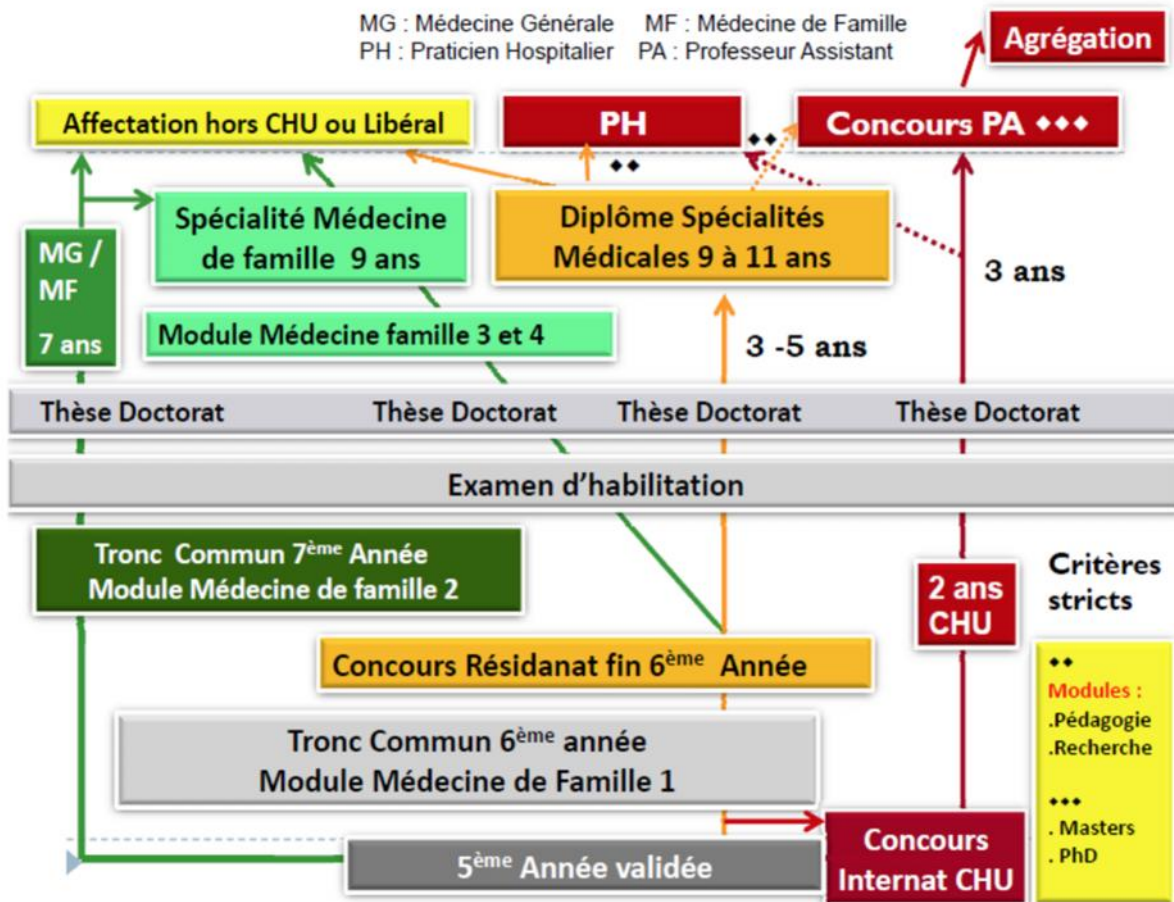 MG : Médecine Générale MF : Médecine de Famille
PH : Praticien Hospitalier PA : Professeur Assistant
Agrégation
Affectation hors CHU ou Libéral
PH
Concours PA ◆◆◆
◆◆
◆◆
MG /
MF
7 ans
Spécialité Médecine
de famille 9 ans
Diplôme Spécialités
Médicales 9 à 11 ans
3 ans
Module Médecine famille 3 et 4
3 -5 ans
Thèse Doctorat Thèse Doctorat Thèse Doctorat Thèse Doctorat
Examen d’habilitation
Tronc Commun 7ème Année
Module Médecine de famille 2
2 ans
CHU
Critères
stricts
Concours Résidanat fin 6ème Année
Tronc Commun 6ème année
Module Médecine de Famille 1
◆◆
Modules :
.Pédagogie
.Recherche
◆◆◆
. Masters
. PhD
5ème Année validée
Concours
Internat CHU